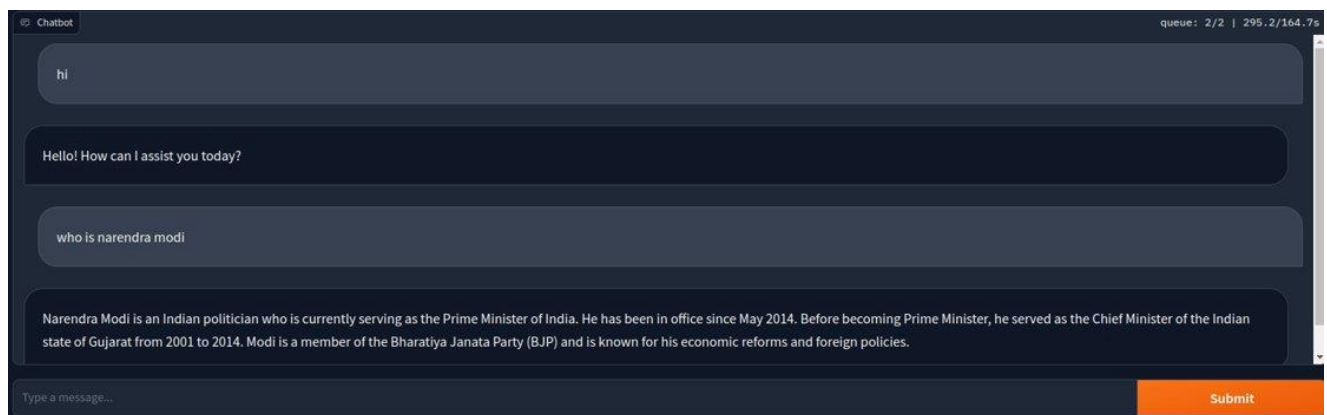 Chatbot
queue: 2/2 | 295.2/164.7s
hi
Hello! How can I assist you today?
who is narendra modi
Narendra Modi is an Indian politician who is currently serving as the Prime Minister of India. He has been in office since May 2014. Before becoming Prime Minister, he served as the Chief Minister of the Indian
state of Gujarat from 2001 to 2014. Modi is a member of the Bharatiya Janata Party (BJP) and is known for his economic reforms and foreign policies.
Type a message...
Submit